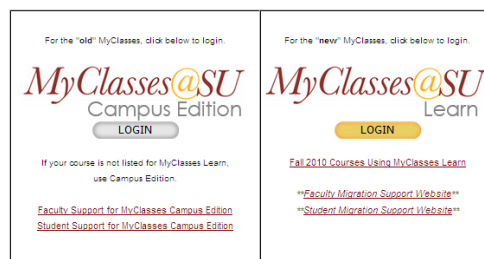 For the "old" MyClasses, click below to login.
MyClasses@SU
Campus Edition
LOGIN
If your course is not listed for MyClasses Learn,
use Campus Edition.
Faculty Support for MyClasses Campus Edition
Student Support for MyClasses Campus Edition
For the "new" MyClasses, click below to login.
MyClasses@SU
Learn
LOGIN
Fall 2010 Courses Using MyClasses Learn
**Faculty Migration Support Website**
**Student Migration Support Website**